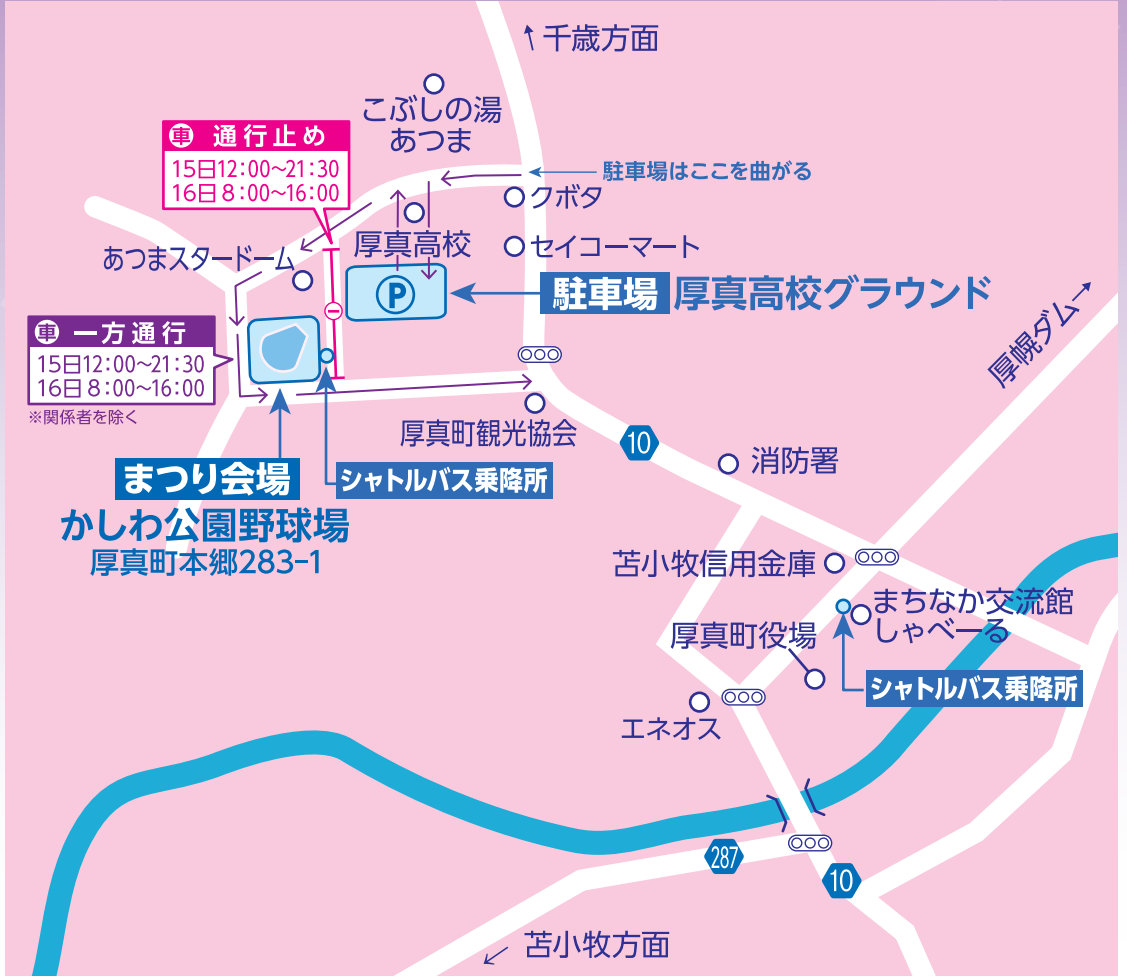 千歳方面
こぶしの湯
あつま
車 通行止め
15日12:00〜21:30
16日 8:00〜16:00
駐車場はここを曲がる
クボタ
厚真高校
セイコーマート
あつまスタードーム
P
駐車場 厚真高校グラウンド
車 一方通行
15日12:00〜21:30
16日 8:00〜16:00
※関係者を除く
厚幌ダム
厚真町観光協会
10
消防署
まつり会場
シャトルバス乗降所
かしわ公園野球場
厚真町本郷283-1
苫小牧信用金庫
まちなか交流館
しゃべーる
厚真町役場
シャトルバス乗降所
エネオス
287
10
苫小牧方面